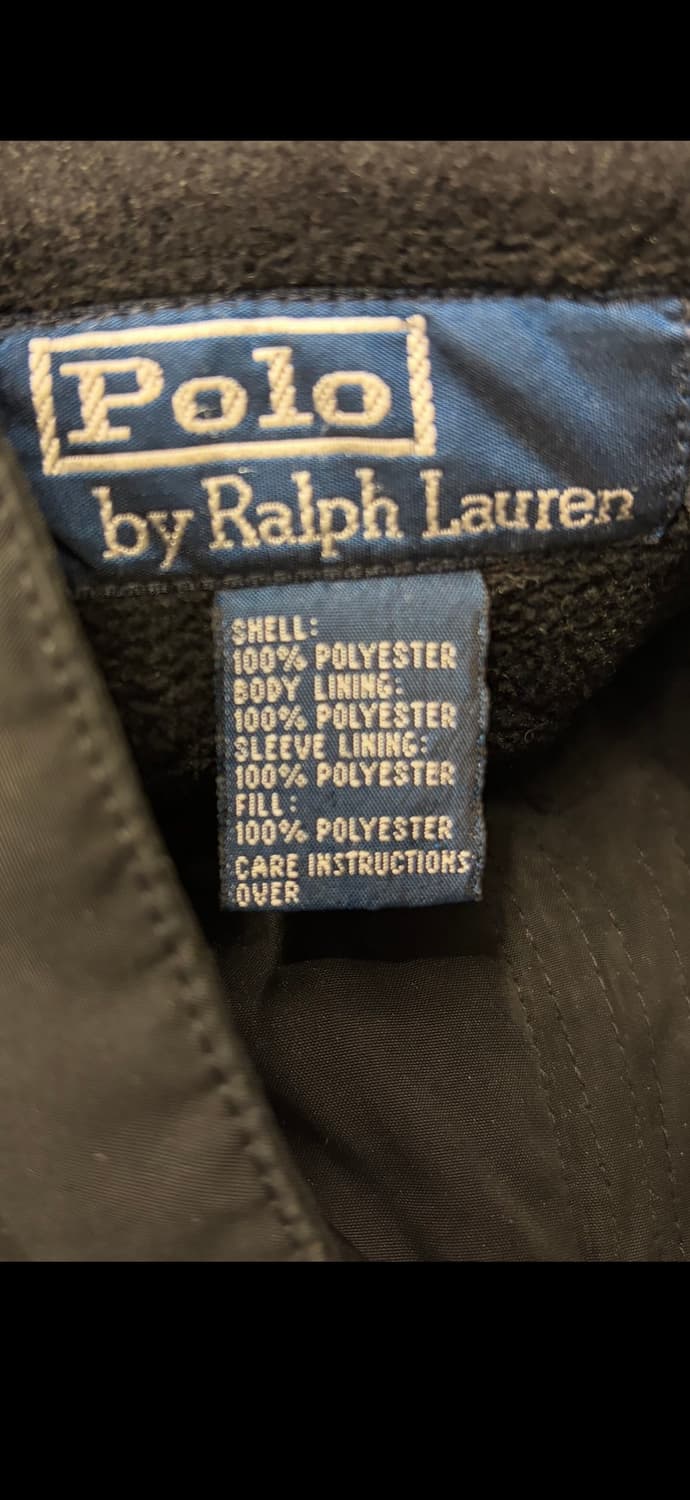 Polo
by Ralph Lauren
SHELL:
100% POLYESTER
BODY LINING:
100% POLYESTER
SLEEVE LINING:
100% POLYESTER
FILL:
100% POLYESTER
CARE INSTRUCTIONS
OVER